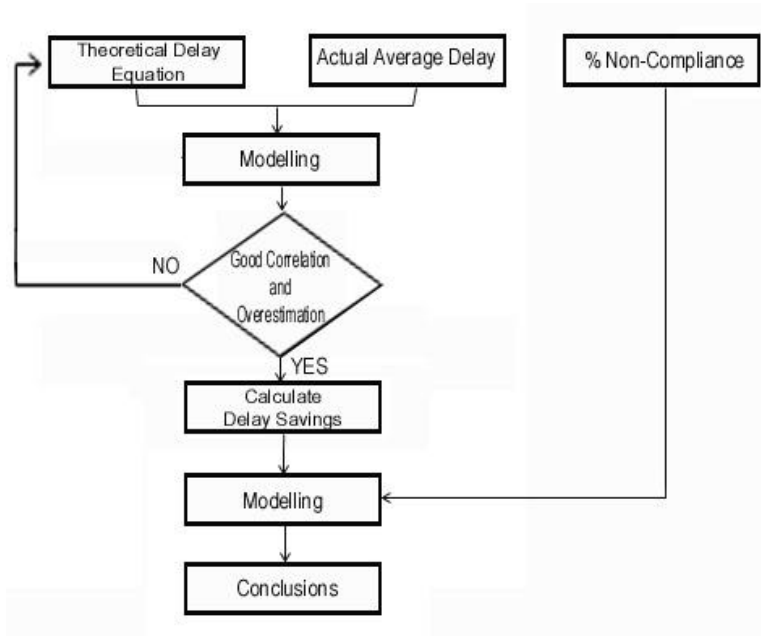 Theoretical Delay
Equation
Actual Average Delay
% Non-Compliance
Modelling
NO
Good Correlation
and
Overestimation
YES
Calculate
Delay Savings
Modelling
Conclusions